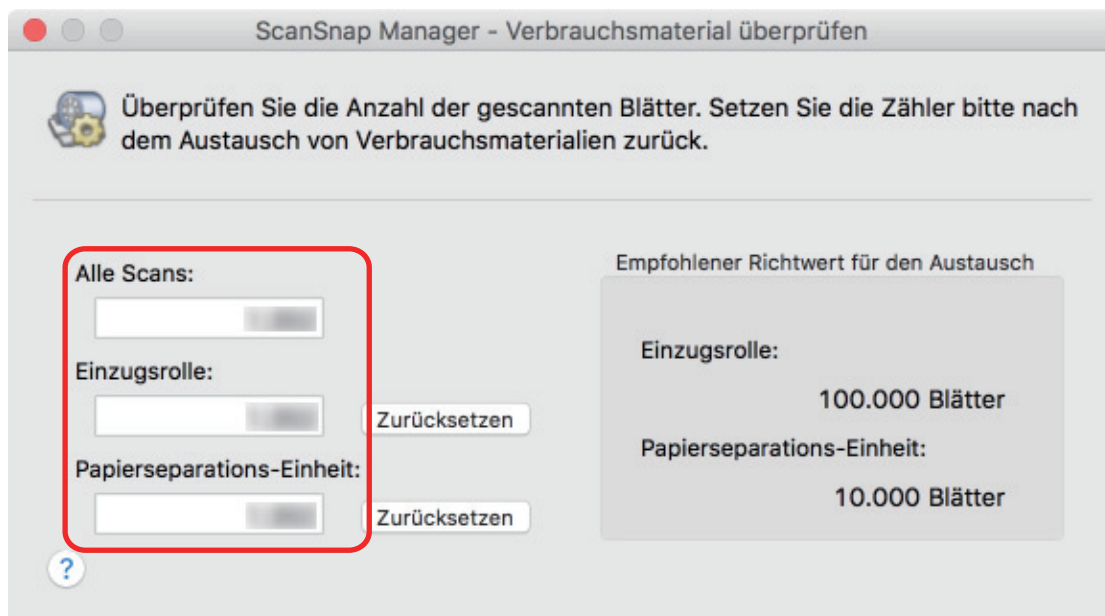 ScanSnap Manager - Verbrauchsmaterial überprüfen
Überprüfen Sie die Anzahl der gescannten Blätter. Setzen Sie die Zähler bitte nach
dem Austausch von Verbrauchsmaterialien zurück.
Alle Scans:
Einzugsrolle:
Zurücksetzen
Papierseparations-Einheit:
Zurücksetzen
?
Empfohlener Richtwert für den Austausch
Einzugsrolle:
100.000 Blätter
Papierseparations-Einheit:
10.000 Blätter